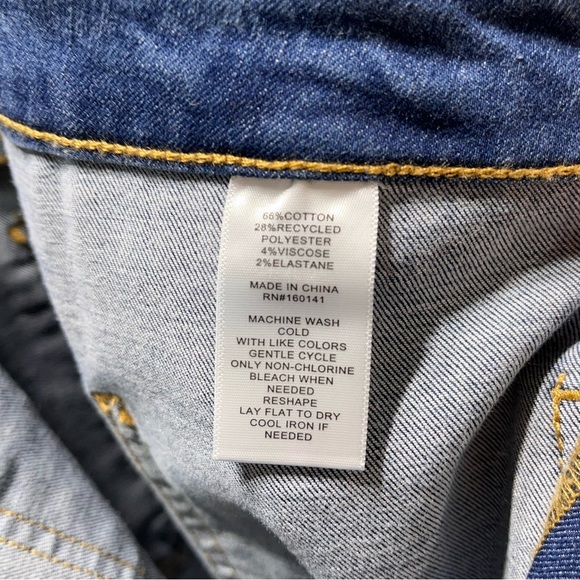 66%COTTON
28%RECYCLED
POLYESTER
4%VISCOSE
2%ELASTANE
MADE IN CHINA
RN#160141
MACHINE WASH
COLD
WITH LIKE COLORS
GENTLE CYCLE
ONLY NON-CHLORINE
BLEACH WHEN
NEEDED
RESHAPE
LAY FLAT TO DRY
COOL IRON IF
NEEDED